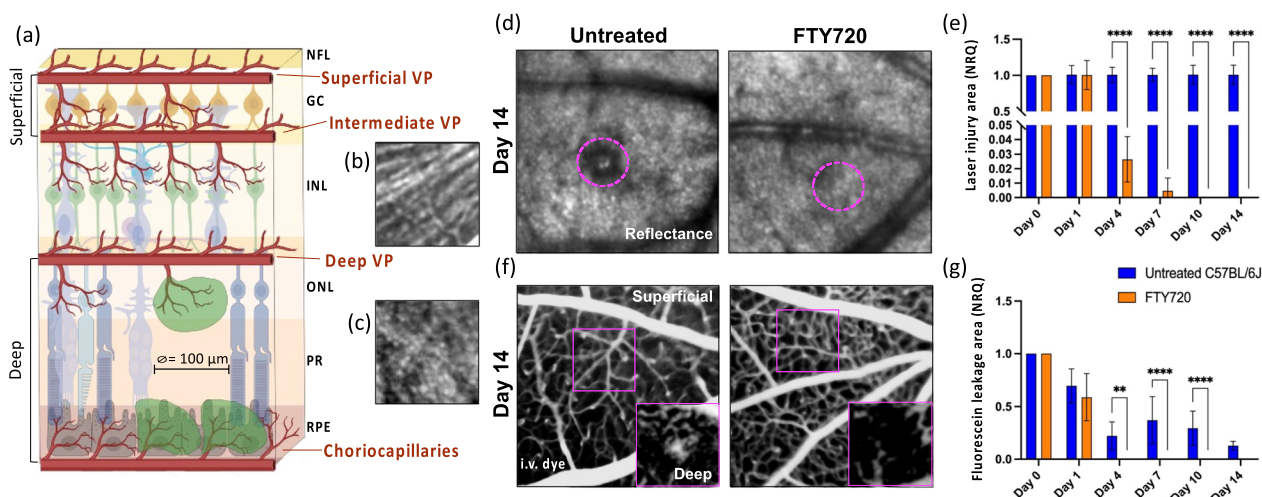 (a)
Superficial
Deep
NFL
Superficial VP
GC
Intermediate VP
INL
Deep VP
ONL
⌀= 100 µm
PR
RPE
Choriocapillaries
(b)
(c)
(d)
Untreated
FTY720
Day 14
Reflectance
(f)
Day 14
Superficial
i.v. dye
Deep
(e)
Laser injury area (NRQ)
1.5
1.0
0.5
0.05
0.04
0.03
0.02
0.01
0.00
**** **** **** ****
Day 0 Day 1 Day 4 Day 7 Day 10 Day 14
(g)
Untreated C57BL/6J
FTY720
Fluorescein leakage area (NRQ)
1.5
1.0
0.5
0.0
** **** ****
Day 0 Day 1 Day 4 Day 7 Day 10 Day 14